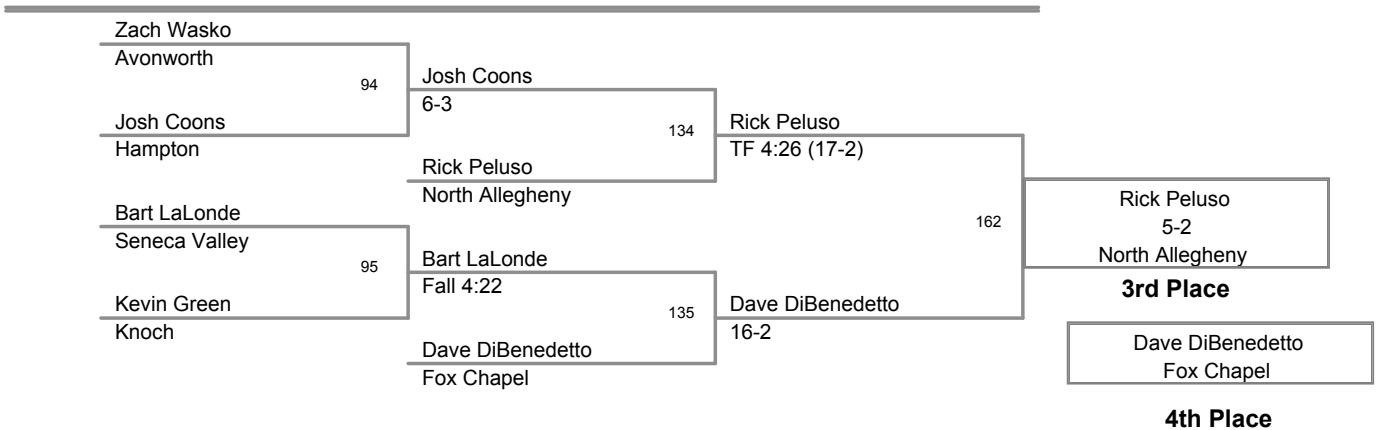 Zach Wasko
Avonworth
94
Josh Coons
6-3
Josh Coons
Hampton
134
Rick Peluso
TF 4:26 (17-2)
Rick Peluso
North Allegheny
Bart LaLonde
Seneca Valley
95
Bart LaLonde
Fall 4:22
Kevin Green
Knoch
135
Dave DiBenedetto
16-2
Dave DiBenedetto
Fox Chapel
162
Rick Peluso
5-2
North Allegheny
3rd Place
Dave DiBenedetto
Fox Chapel
4th Place